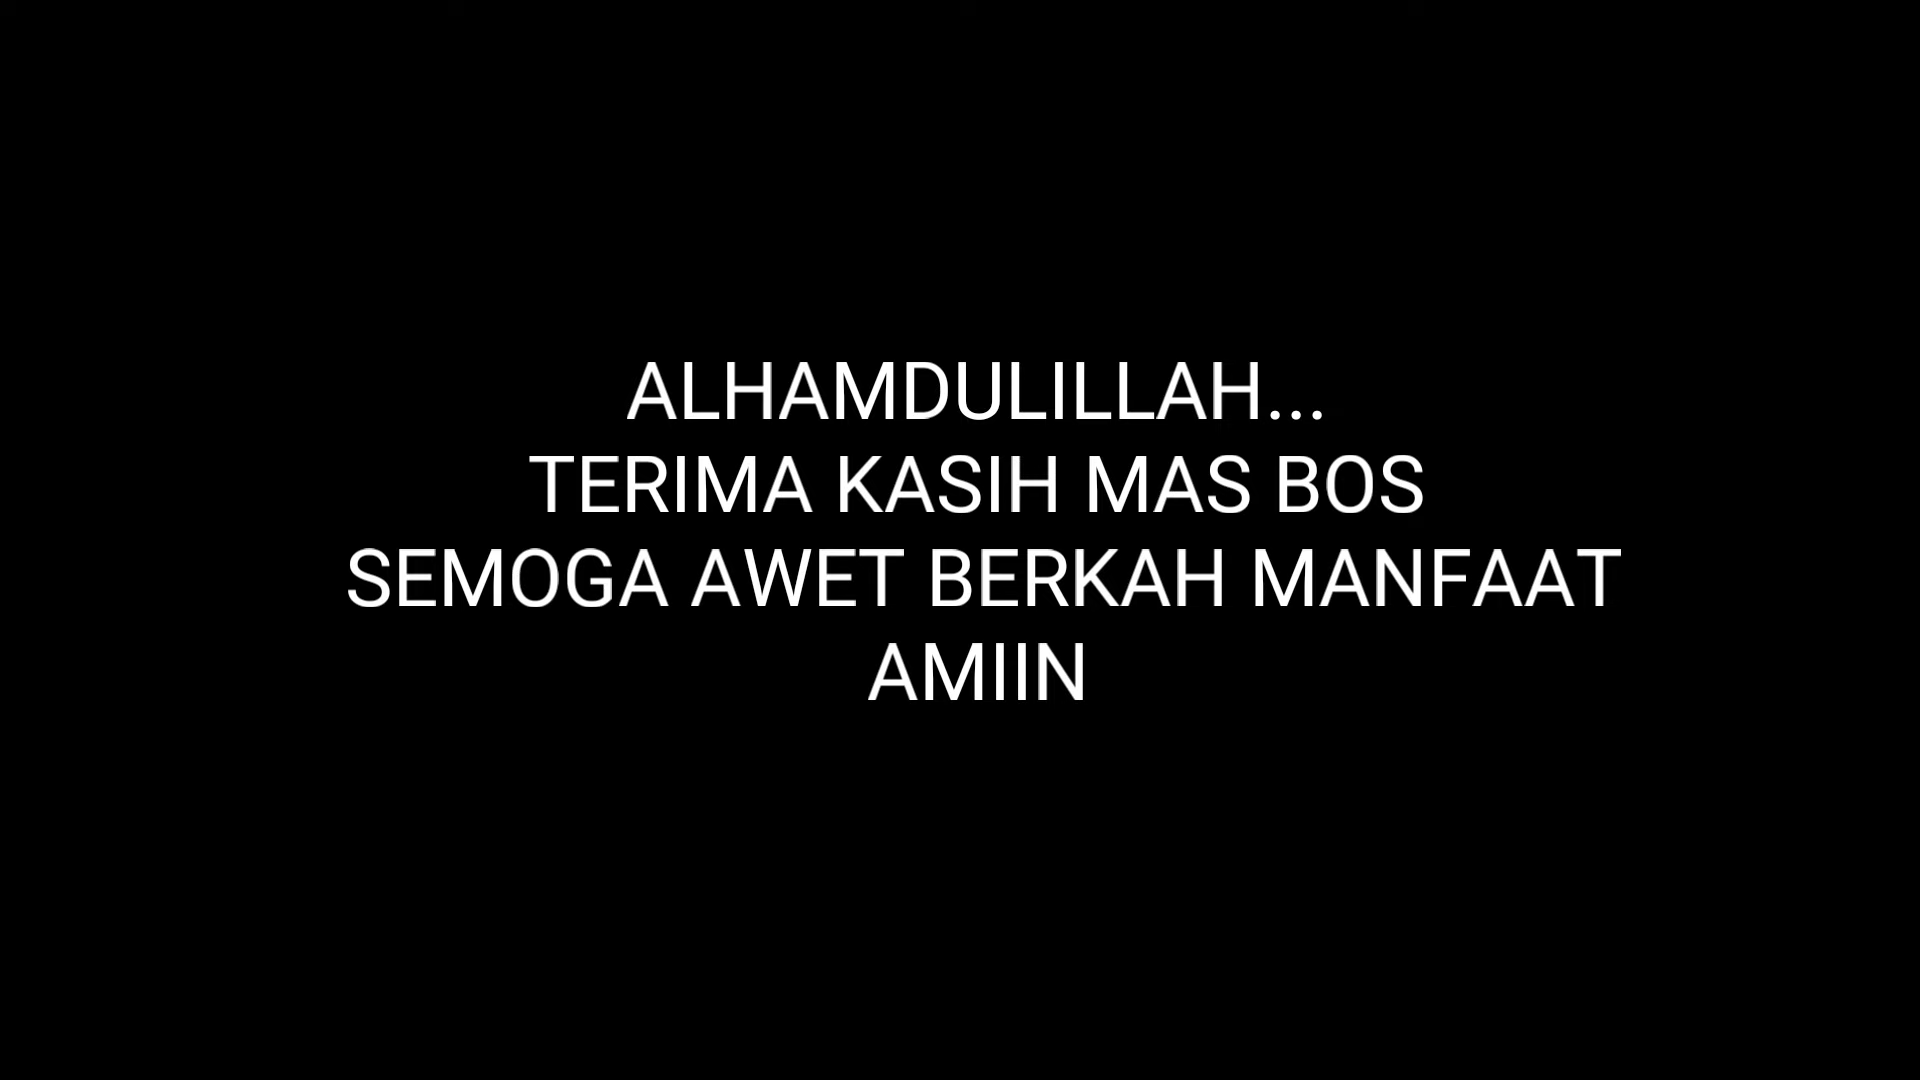 ALHAMDULILLAH...
TERIMA KASIH MAS BOS
SEMOGA AWET BERKAH MANFAAT
AMIIN